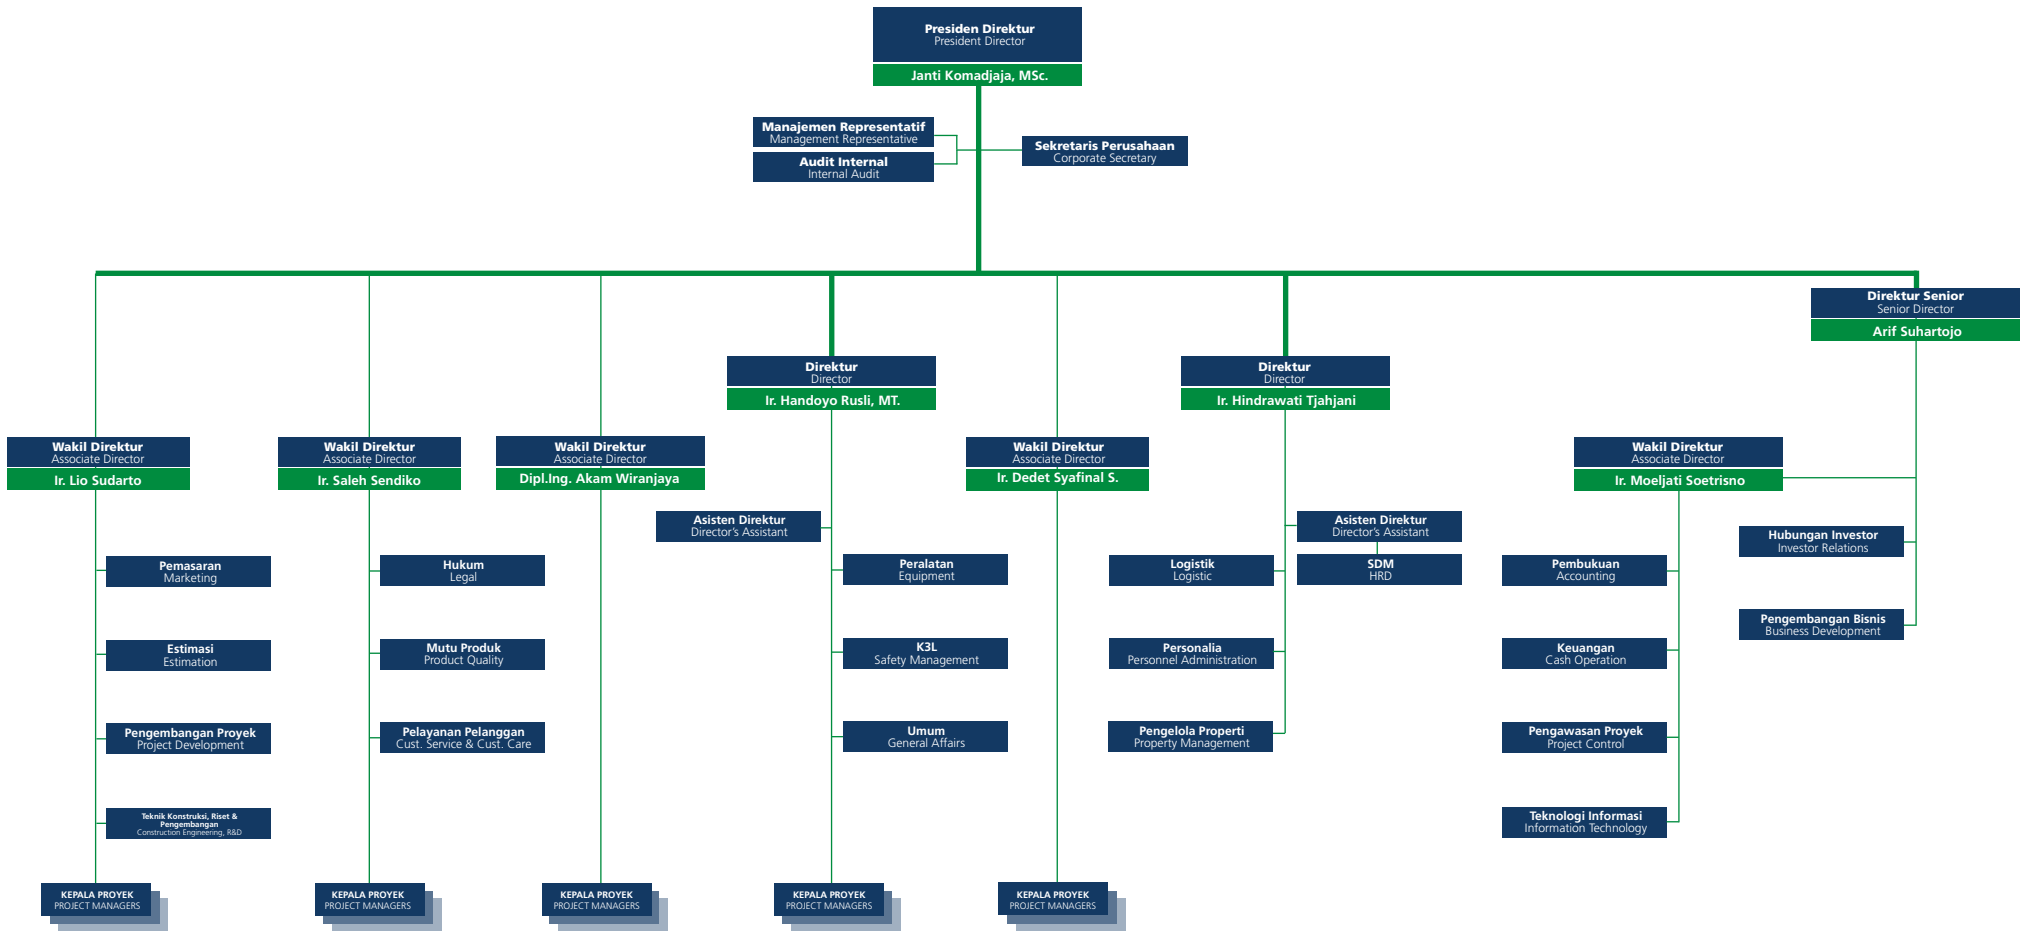 Presiden Direktur
President Director
Janti Komadjaja, MSc.
Manajemen Representatif
Management Representative
Audit Internal
Internal Audit
Sekretaris Perusahaan
Corporate Secretary
Direktur Senior
Senior Director
Arif Suhartojo
Direktur
Director
Ir. Handoyo Rusli, MT.
Direktur
Director
Ir. Hindrawati Tjahjani
Wakil Direktur
Associate Director
Ir. Lio Sudarto
Wakil Direktur
Associate Director
Ir. Saleh Sendiko
Wakil Direktur
Associate Director
Dipl.Ing. Akam Wiranjaya
Wakil Direktur
Associate Director
Ir. Dedet Syafinal S.
Wakil Direktur
Associate Director
Ir. Moeljati Soetrisno
Pemasaran
Marketing
Estimasi
Estimation
Pengembangan Proyek
Project Development
Teknik Konstruksi, Riset &
Pengembangan
Construction Engineering, R&D
Hukum
Legal
Mutu Produk
Product Quality
Pelayanan Pelanggan
Cust. Service & Cust. Care
Asisten Direktur
Director's Assistant
Peralatan
Equipment
K3L
Safety Management
Umum
General Affairs
Asisten Direktur
Director's Assistant
SDM
HRD
Logistik
Logistic
Personalia
Personnel Administration
Pengelola Properti
Property Management
Pembukuan
Accounting
Keuangan
Cash Operation
Pengawasan Proyek
Project Control
Teknologi Informasi
Information Technology
Hubungan Investor
Investor Relations
Pengembangan Bisnis
Business Development
KEPALA PROYEK
PROJECT MANAGERS
KEPALA PROYEK
PROJECT MANAGERS
KEPALA PROYEK
PROJECT MANAGERS
KEPALA PROYEK
PROJECT MANAGERS
KEPALA PROYEK
PROJECT MANAGERS